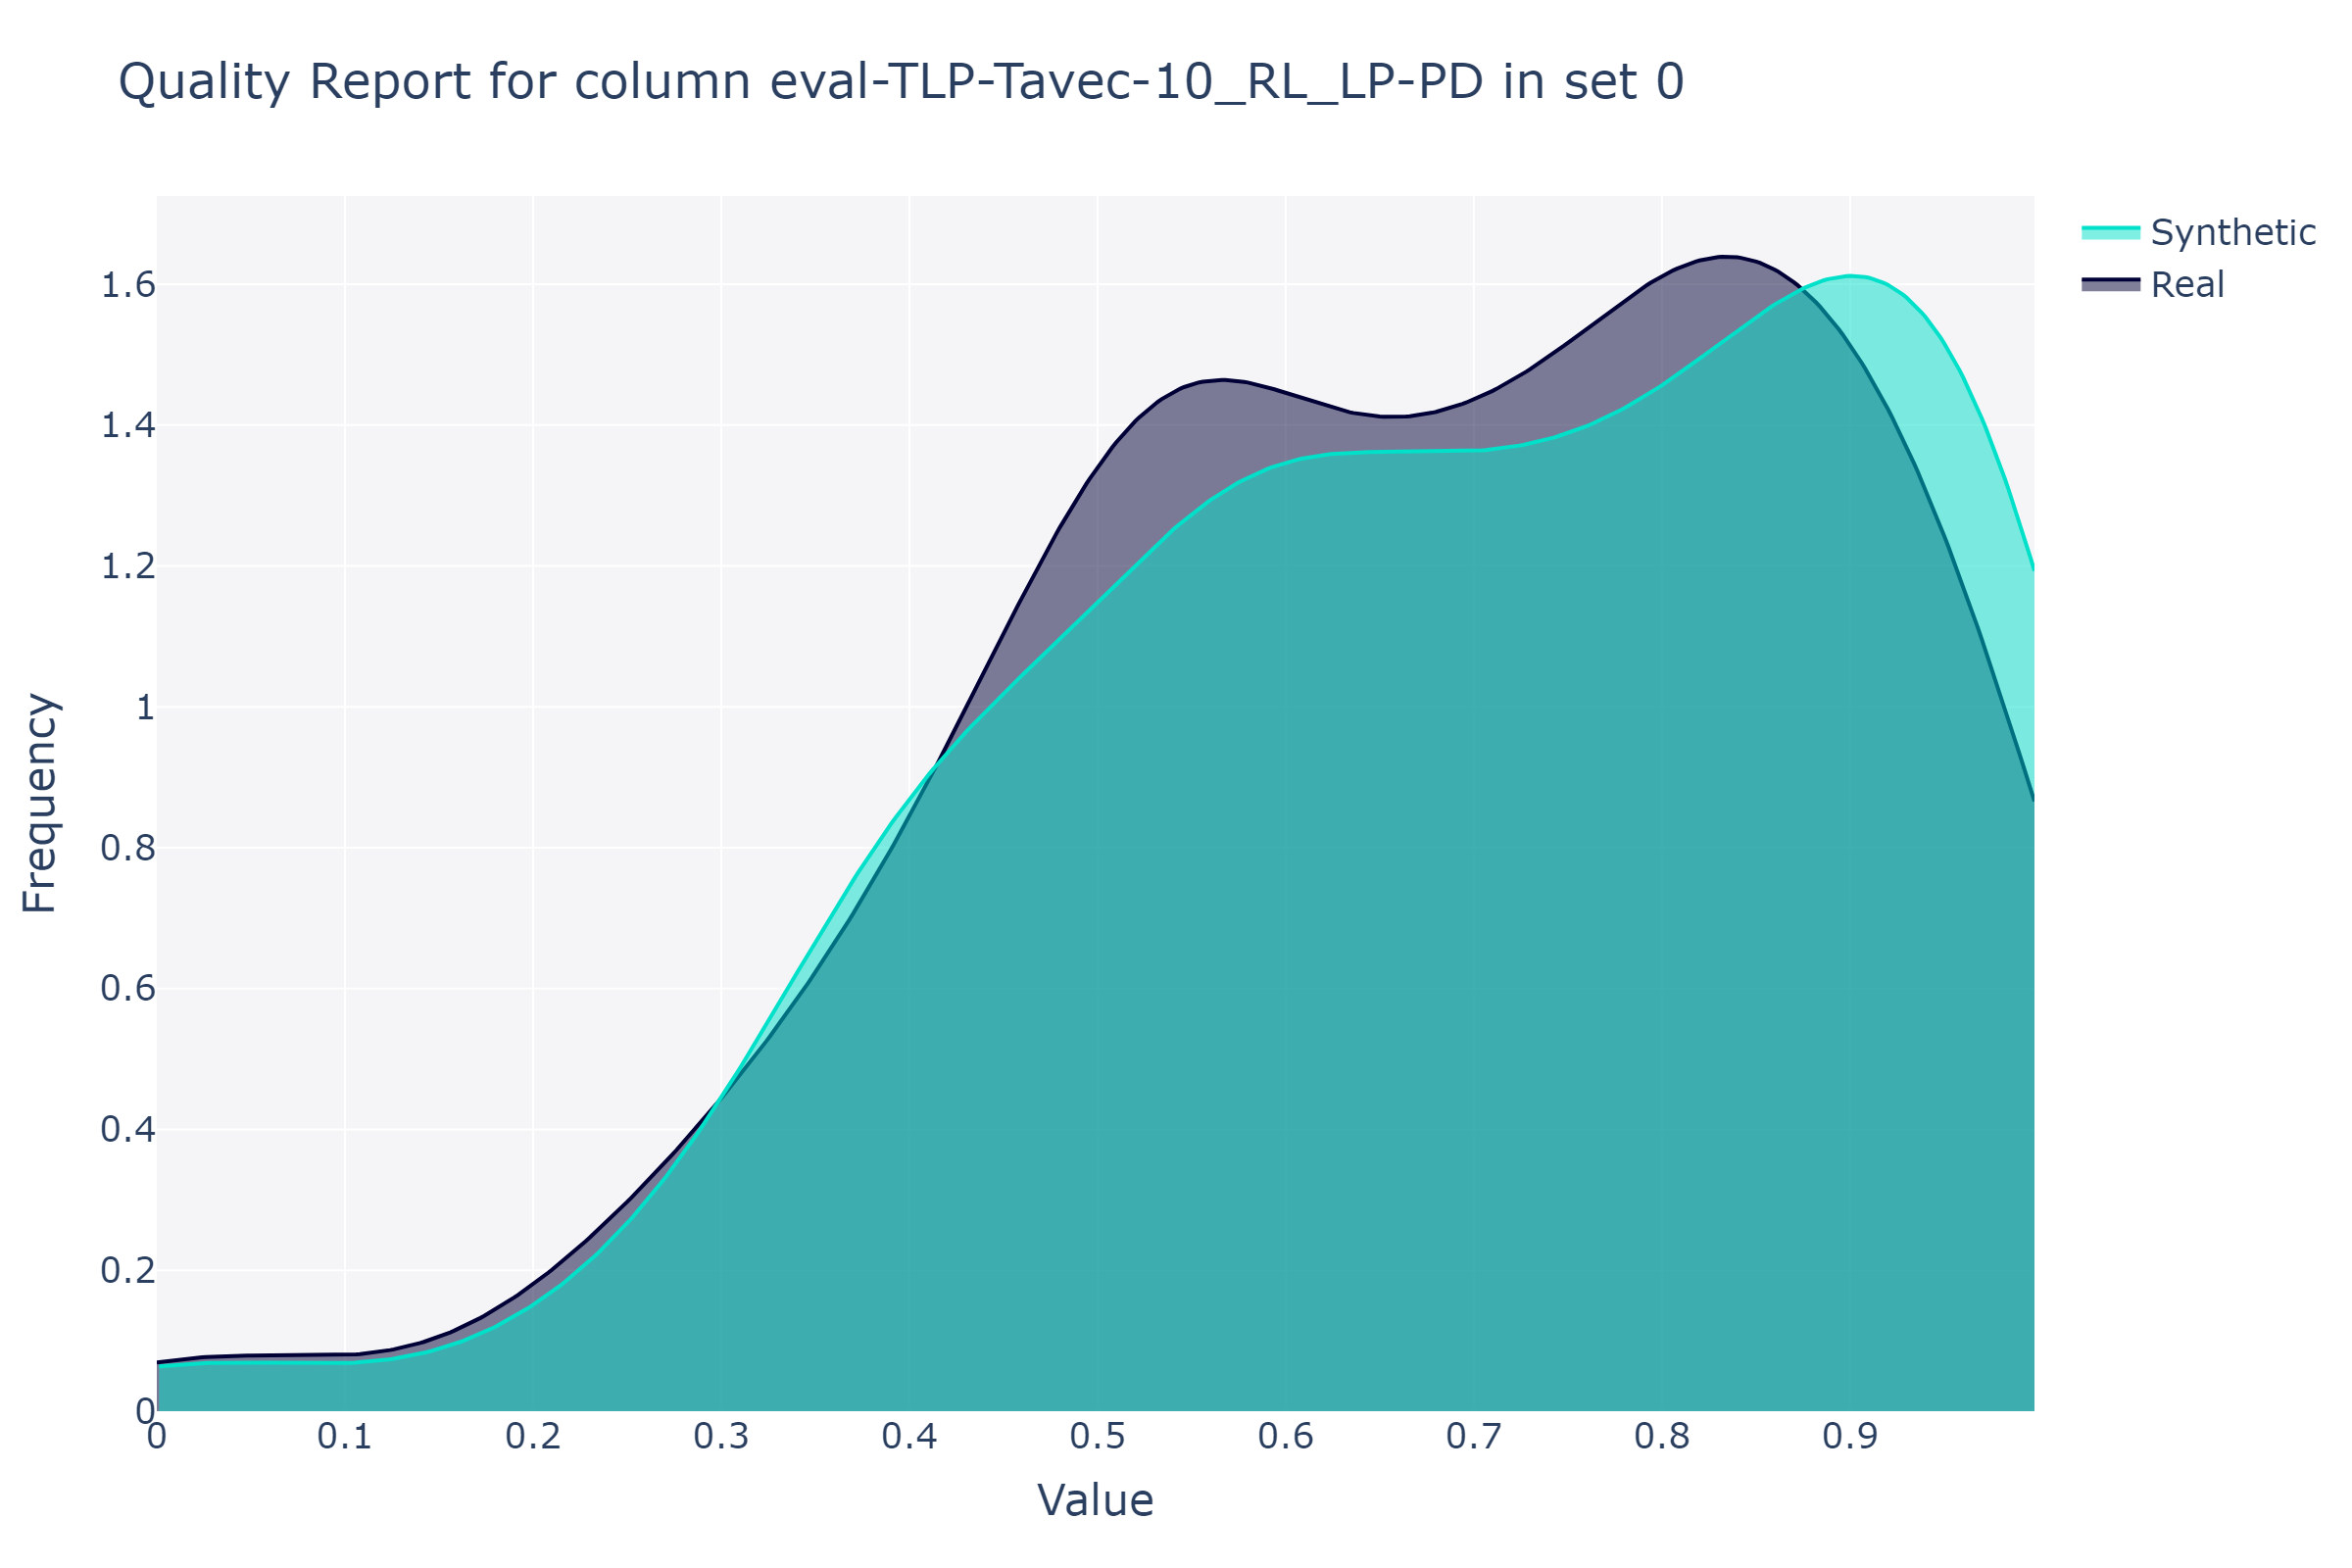 Quality Report for column eval-TLP-Tavec-10_RL_LP-PD in set 0
Synthetic
Real
1.6
1.4
1.2
1
0.8
0.6
0.4
0.2
0
Frequency
0 0.1 0.2 0.3 0.4 0.5 0.6 0.7 0.8 0.9
Value